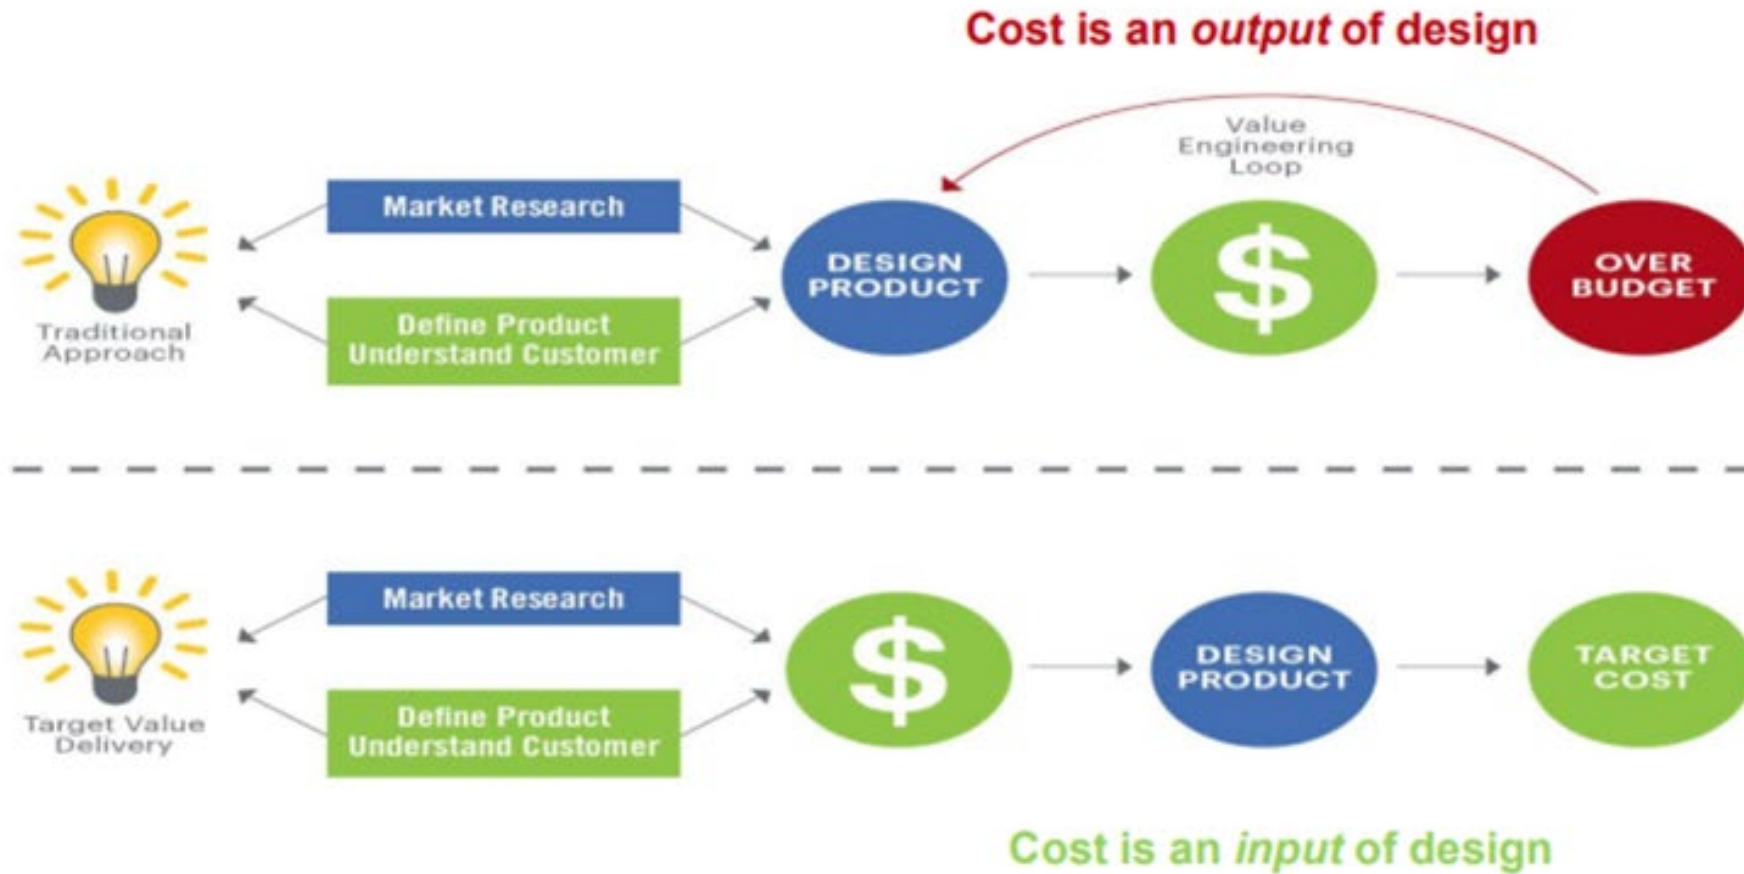 Cost is an output of design
Value
Engineering
Loop
Market Research
DESIGN
PRODUCT
$
OVER
BUDGET
Define Product
Understand Customer
Traditional
Approach
Market Research
$
DESIGN
PRODUCT
TARGET
COST
Define Product
Understand Customer
Target Value
Delivery
Cost is an input of design